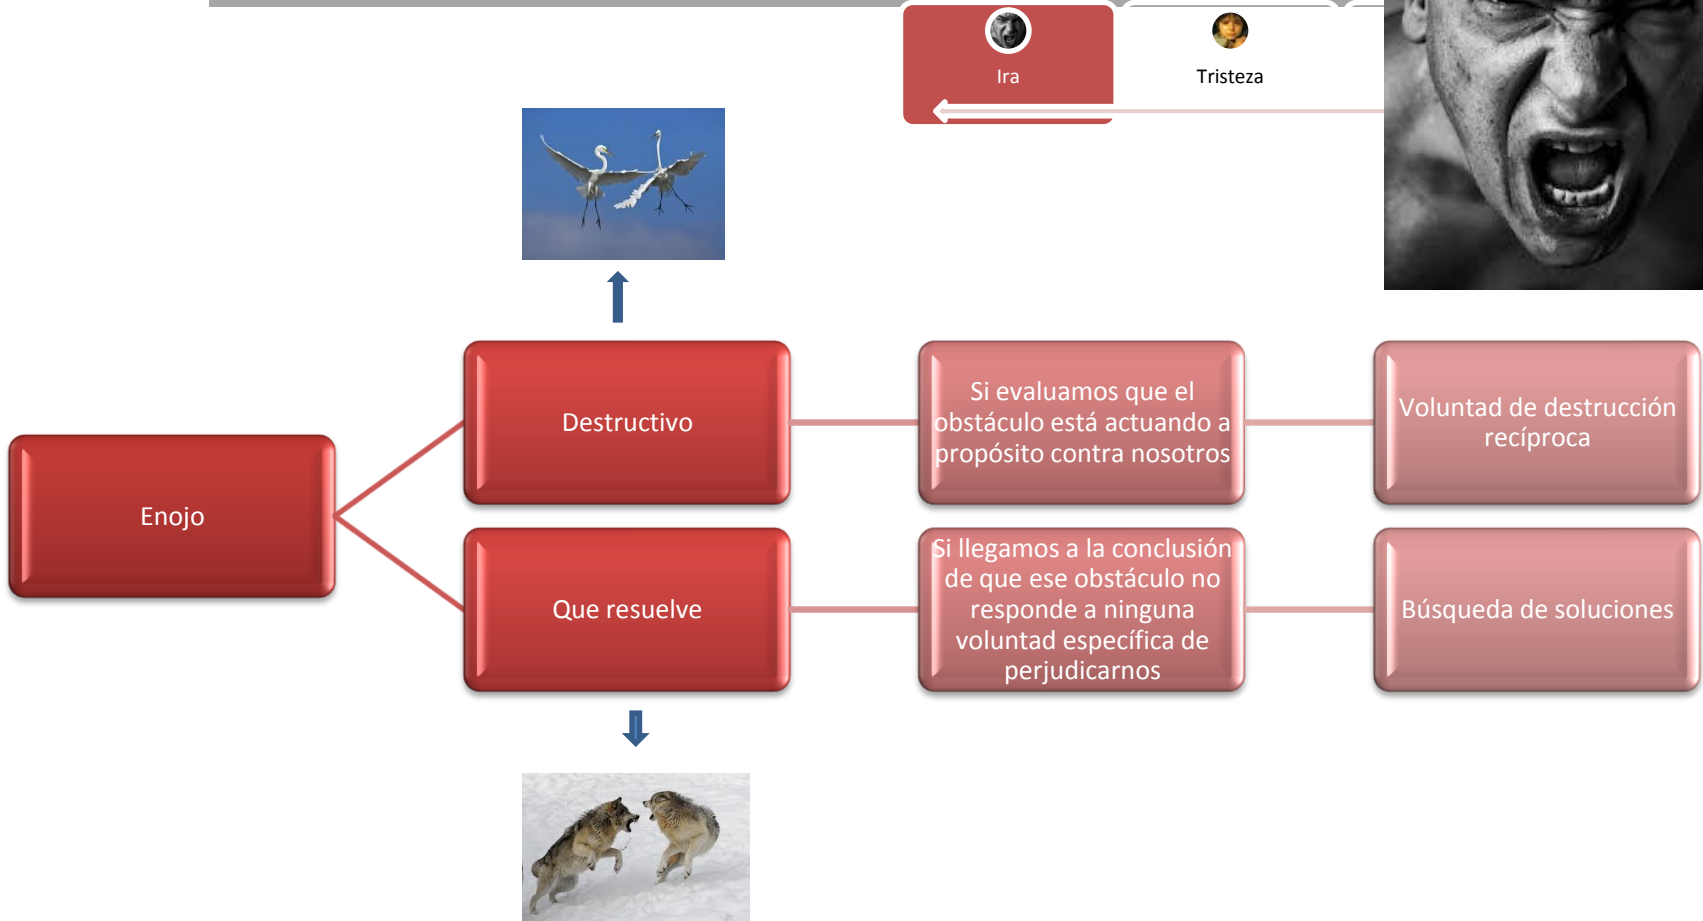 Ira
Tristeza
Destructivo
Si evaluamos que el
obstáculo está actuando a
propósito contra nosotros
Voluntad de destrucción
recíproca
Enojo
Que resuelve
Si llegamos a la conclusión
de que ese obstáculo no
responde a ninguna
voluntad específica de
perjudicarnos
Búsqueda de soluciones